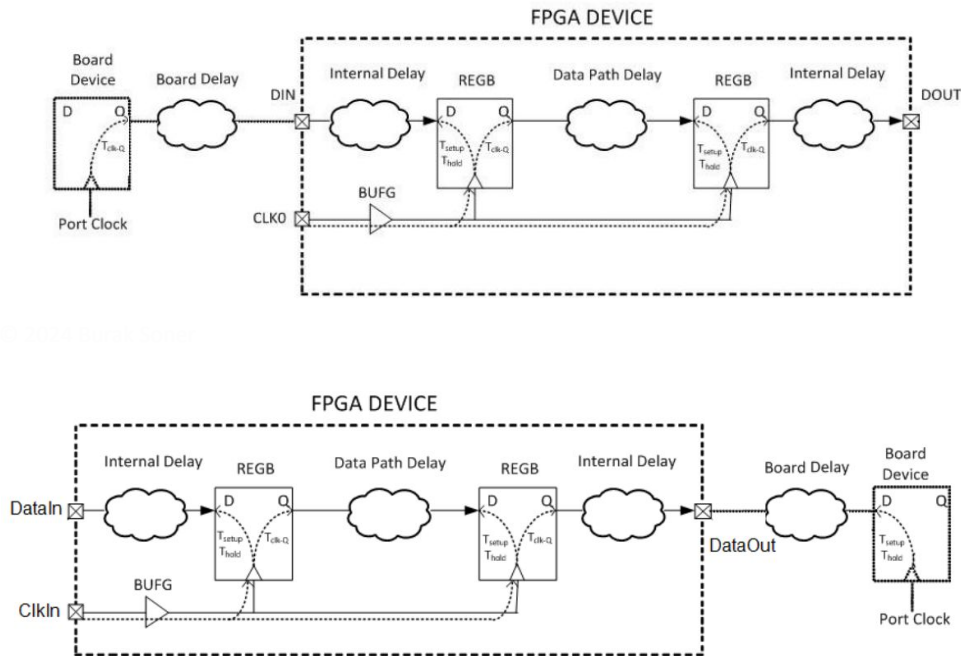 FPGA DEVICE
Board
Device
Board Delay
Internal Delay
REGB
Data Path Delay
REGB
Internal Delay
DIN
DOUT
D Q
D Q
D Q
Tclk-Q
Tsetup
Thold
Tclk-Q
Tsetup
Thold
Tclk-Q
BUFG
CLK0
Port Clock
FPGA DEVICE
Internal Delay
REGB
Data Path Delay
REGB
Internal Delay
Board Delay
Board
Device
DataIn
D Q
D Q
D Q
Tsetup
Thold
Tclk-Q
Tsetup
Thold
Tclk-Q
Tsetup
Thold
DataOut
BUFG
ClkIn
Port Clock